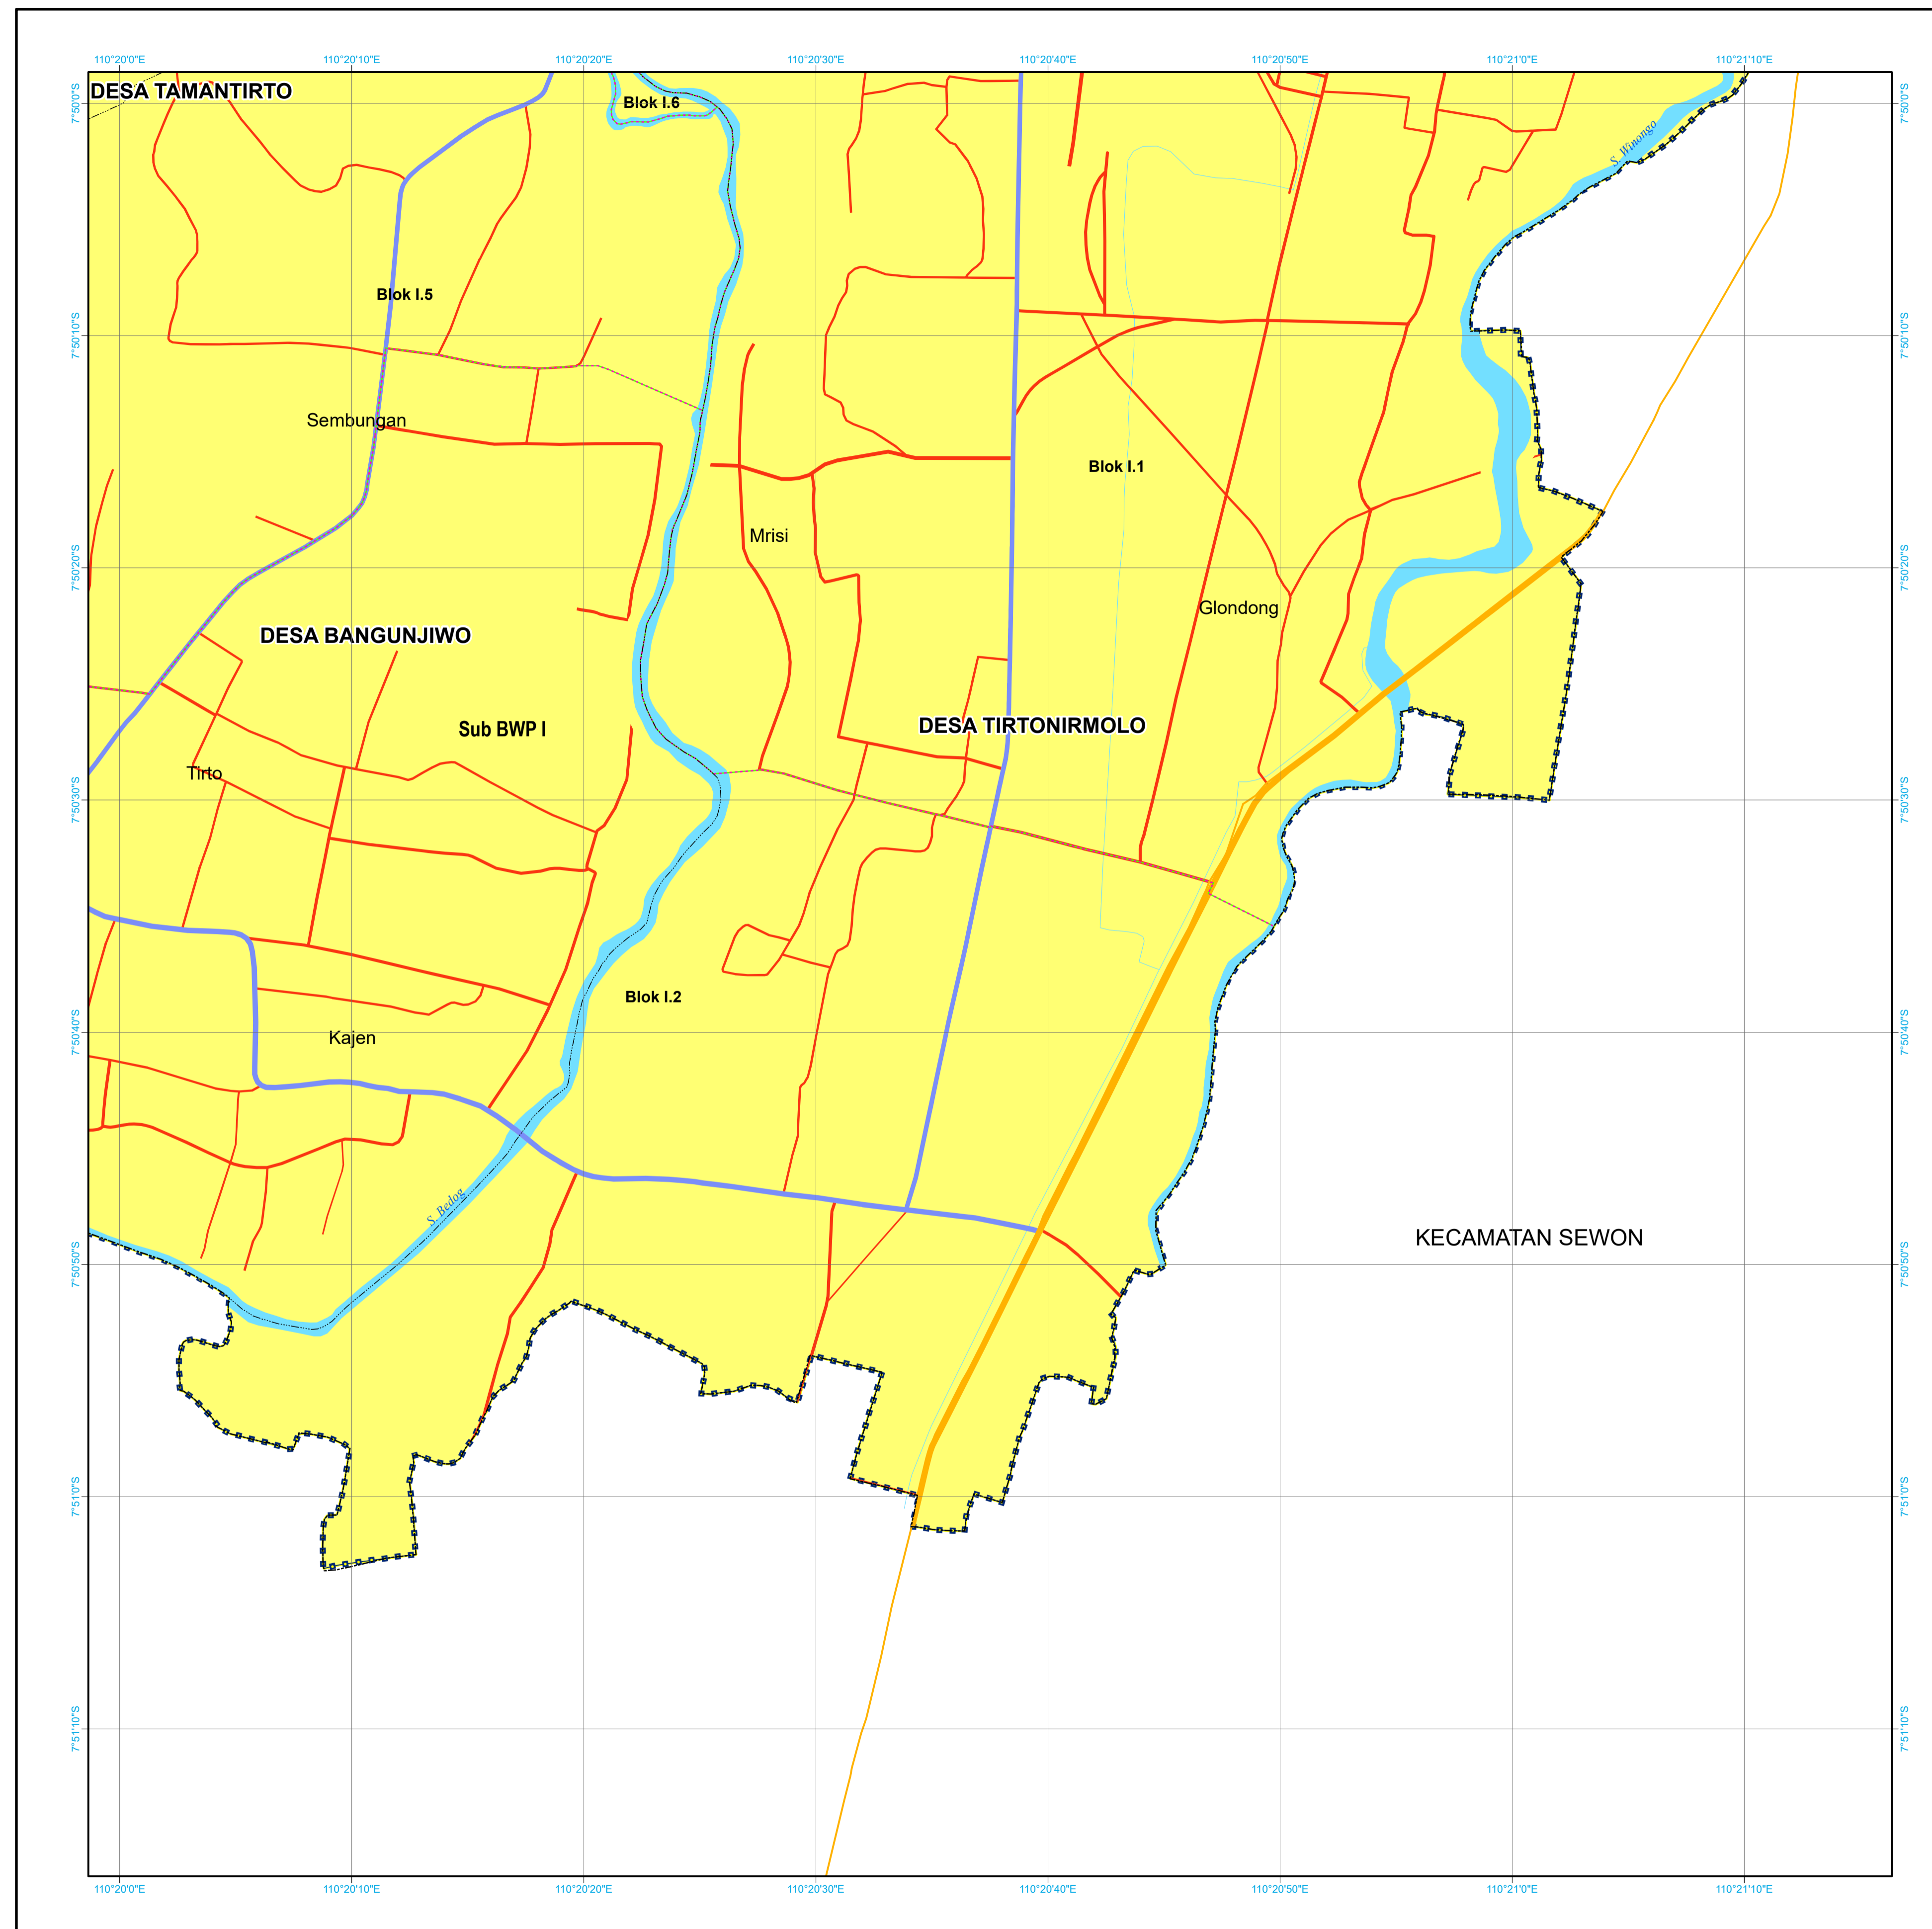 110°20'0"E
110°20'10"E
110°20'20"E
110°20'30"E
110°20'40"E
110°20'50"E
110°21'0"E
110°21'10"E
DESA TAMANTIRTO
Blok I.6
7°50'0"S
7°50'0"S
S. Winongo
Blok I.5
7°50'10"S
7°50'10"S
Sembungan
Blok I.1
Mrisi
7°50'20"S
7°50'20"S
Glondong
DESA BANGUNJIWO
Sub BWP I
DESA TIRTONIRMOLO
Tirto
7°50'30"S
7°50'30"S
Blok I.2
Kajen
7°50'40"S
7°50'40"S
S. Bedog
KECAMATAN SEWON
7°50'50"S
7°50'50"S
7°51'0"S
7°51'0"S
7°51'10"S
7°51'10"S
110°20'0"E
110°20'10"E
110°20'20"E
110°20'30"E
110°20'40"E
110°20'50"E
110°21'0"E
110°21'10"E